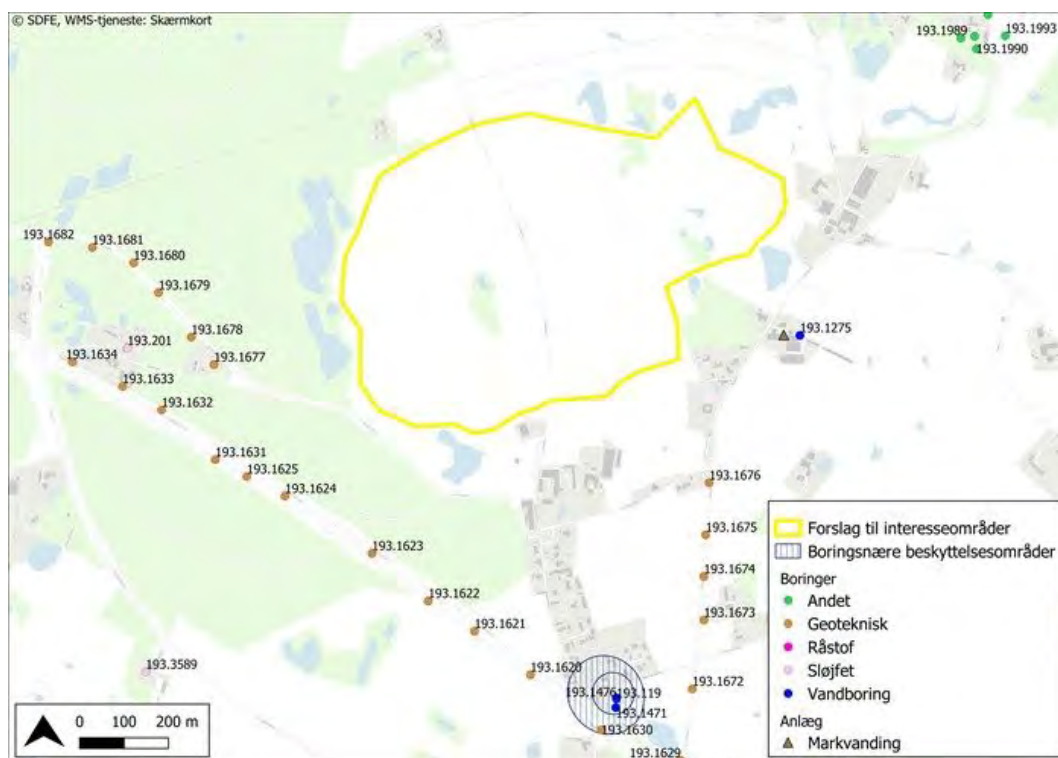 © SDFE, WMS-tjeneste: Skærmkort
193.1989
193.1993
193.1990
193.1682
193.1681
193.1680
193.1679
193.1678
193.201
193.1634
193.1677
193.1633
193.1632
193.1275
193.1631
193.1625
193.1624
193.1676
193.1623
193.1675
193.1674
193.1622
193.1673
193.1621
193.1620
193.3589
193.1476
193.119
193.1672
193.1471
193.1630
193.1629
0 100 200 m
Forslag til interesseområder
Boringsnære beskyttelsesområder
Boringer
Andet
Geoteknisk
Råstof
Sløjfet
Vandboring
Anlæg
Markvanding